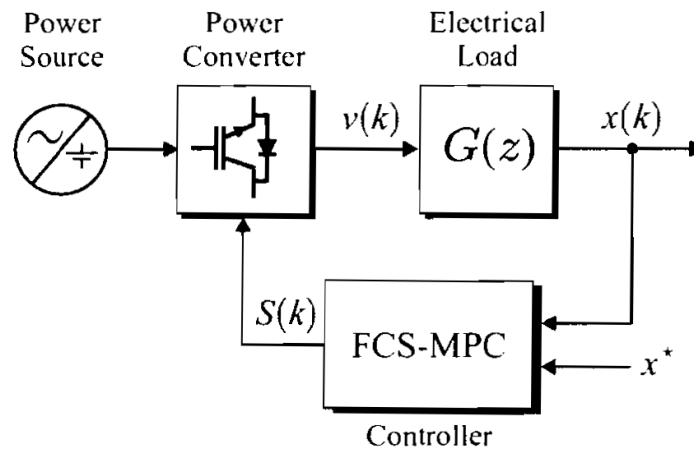 Power
Source
Power
Converter
Electrical
Load
v(k)
G(z)
x(k)
S(k)
FCS-MPC
x*
Controller